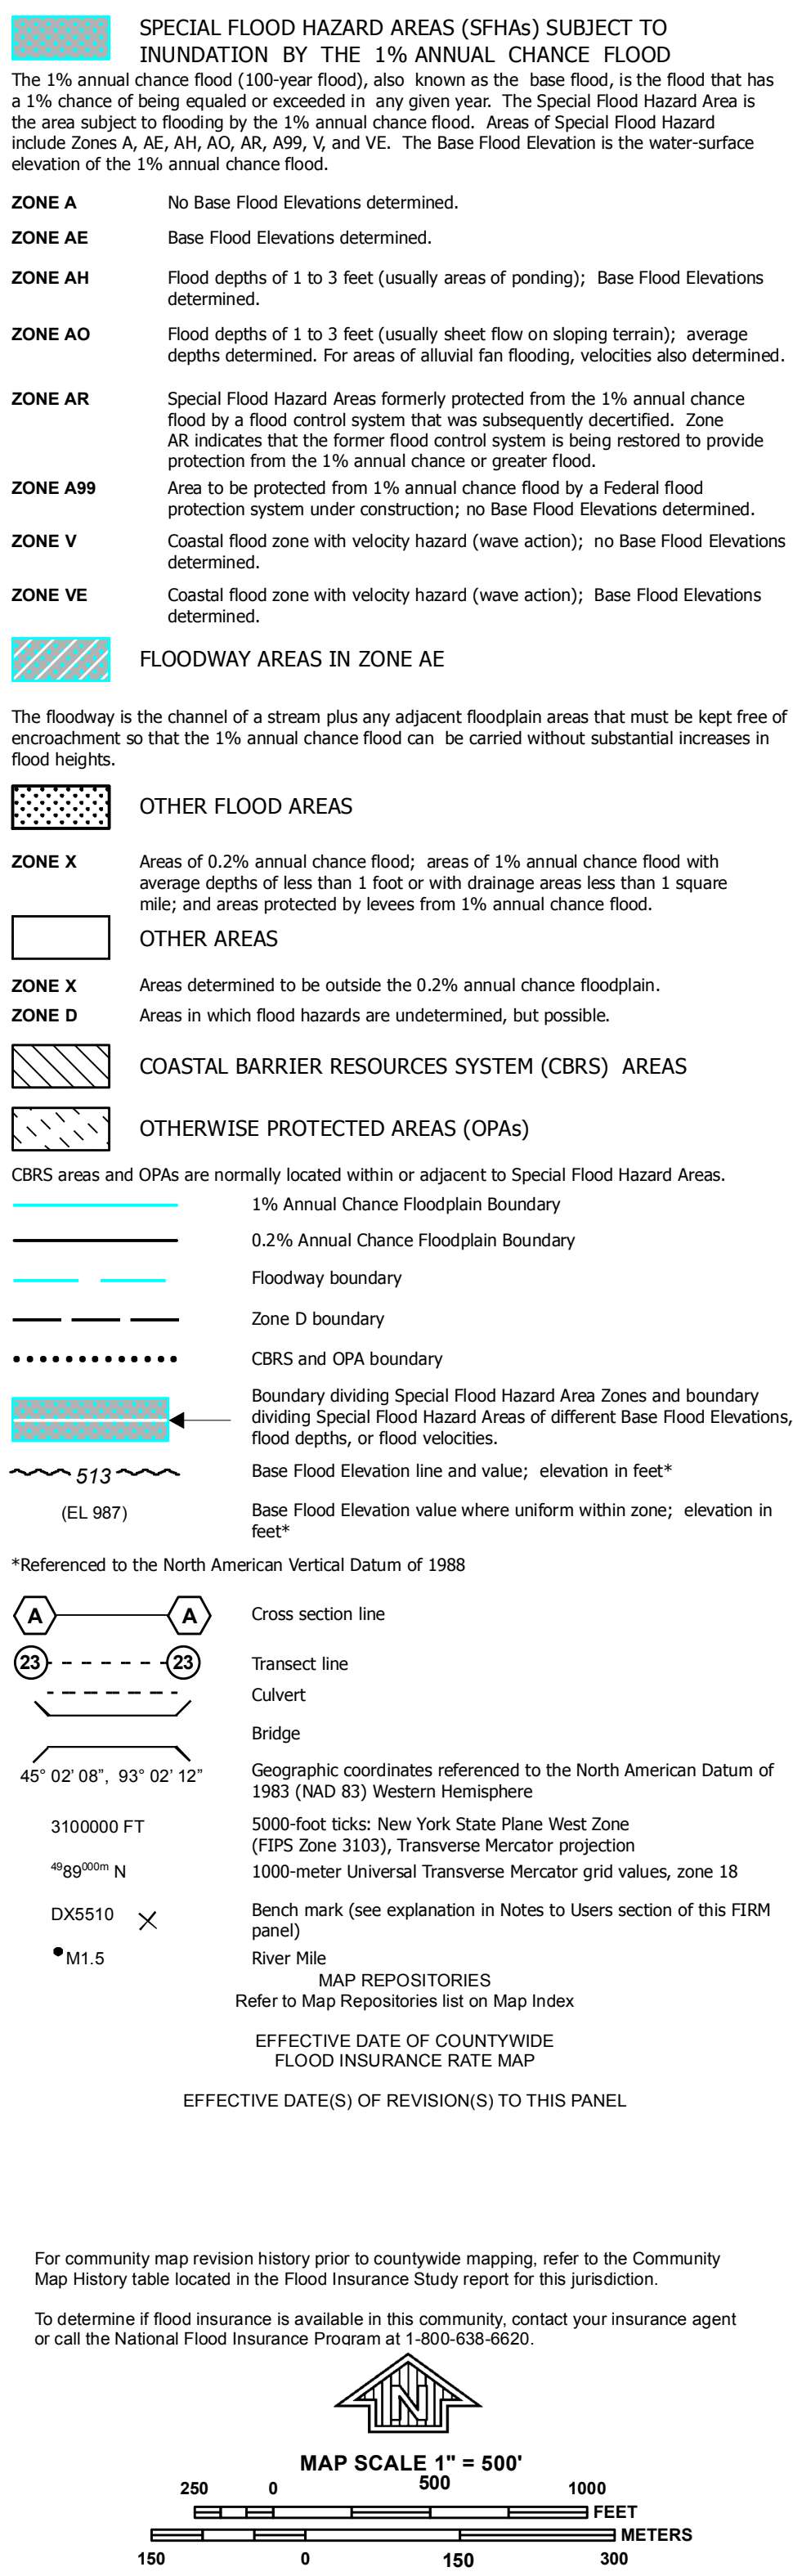 SPECIAL FLOOD HAZARD AREAS (SFHAs) SUBJECT TO
INUNDATION BY THE 1% ANNUAL CHANCE FLOOD
The 1% annual chance flood (100-year flood), also known as the base flood, is the flood that has
a 1% chance of being equaled or exceeded in any given year. The Special Flood Hazard Area is
the area subject to flooding by the 1% annual chance flood. Areas of Special Flood Hazard
include Zones A, AE, AH, AO, AR, A99, V, and VE. The Base Flood Elevation is the water-surface
elevation of the 1% annual chance flood.
ZONE A No Base Flood Elevations determined.
ZONE AE Base Flood Elevations determined.
ZONE AH Flood depths of 1 to 3 feet (usually areas of ponding); Base Flood Elevations
determined.
ZONE AO Flood depths of 1 to 3 feet (usually sheet flow on sloping terrain); average
depths determined. For areas of alluvial fan flooding, velocities also determined.
ZONE AR Special Flood Hazard Areas formerly protected from the 1% annual chance
flood by a flood control system that was subsequently decertified. Zone
AR indicates that the former flood control system is being restored to provide
protection from the 1% annual chance or greater flood.
ZONE A99 Area to be protected from 1% annual chance flood by a Federal flood
protection system under construction; no Base Flood Elevations determined.
ZONE V Coastal flood zone with velocity hazard (wave action); no Base Flood Elevations
determined.
ZONE VE Coastal flood zone with velocity hazard (wave action); Base Flood Elevations
determined.
FLOODWAY AREAS IN ZONE AE
The floodway is the channel of a stream plus any adjacent floodplain areas that must be kept free of
encroachment so that the 1% annual chance flood can be carried without substantial increases in
flood heights.
OTHER FLOOD AREAS
ZONE X Areas of 0.2% annual chance flood; areas of 1% annual chance flood with
average depths of less than 1 foot or with drainage areas less than 1 square
mile; and areas protected by levees from 1% annual chance flood.
OTHER AREAS
ZONE X Areas determined to be outside the 0.2% annual chance floodplain.
ZONE D Areas in which flood hazards are undetermined, but possible.
COASTAL BARRIER RESOURCES SYSTEM (CBRS) AREAS
OTHERWISE PROTECTED AREAS (OPAs)
CBRS areas and OPAs are normally located within or adjacent to Special Flood Hazard Areas.
1% Annual Chance Floodplain Boundary
0.2% Annual Chance Floodplain Boundary
Floodway boundary
Zone D boundary
CBRS and OPA boundary
Boundary dividing Special Flood Hazard Area Zones and boundary
dividing Special Flood Hazard Areas of different Base Flood Elevations,
flood depths, or flood velocities.
513 Base Flood Elevation line and value; elevation in feet*
(EL 987) Base Flood Elevation value where uniform within zone; elevation in
feet*
*Referenced to the North American Vertical Datum of 1988
A A Cross section line
23 23 Transect line
Culvert
Bridge
45° 02' 08”, 93° 02' 12” Geographic coordinates referenced to the North American Datum of
1983 (NAD 83) Western Hemisphere
3100000 FT 5000-foot ticks: New York State Plane West Zone
(FIPS Zone 3103), Transverse Mercator projection
4989000m N 1000-meter Universal Transverse Mercator grid values, zone 18
DX5510 Bench mark (see explanation in Notes to Users section of this FIRM
panel)
M1.5 River Mile
MAP REPOSITORIES
Refer to Map Repositories list on Map Index
EFFECTIVE DATE OF COUNTYWIDE
FLOOD INSURANCE RATE MAP
EFFECTIVE DATE(S) OF REVISION(S) TO THIS PANEL
For community map revision history prior to countywide mapping, refer to the Community
Map History table located in the Flood Insurance Study report for this jurisdiction.
To determine if flood insurance is available in this community, contact your insurance agent
or call the National Flood Insurance Program at 1-800-638-6620.
N
MAP SCALE 1" = 500'
250 0 500 1000
FEET
METERS
150 0 150 300